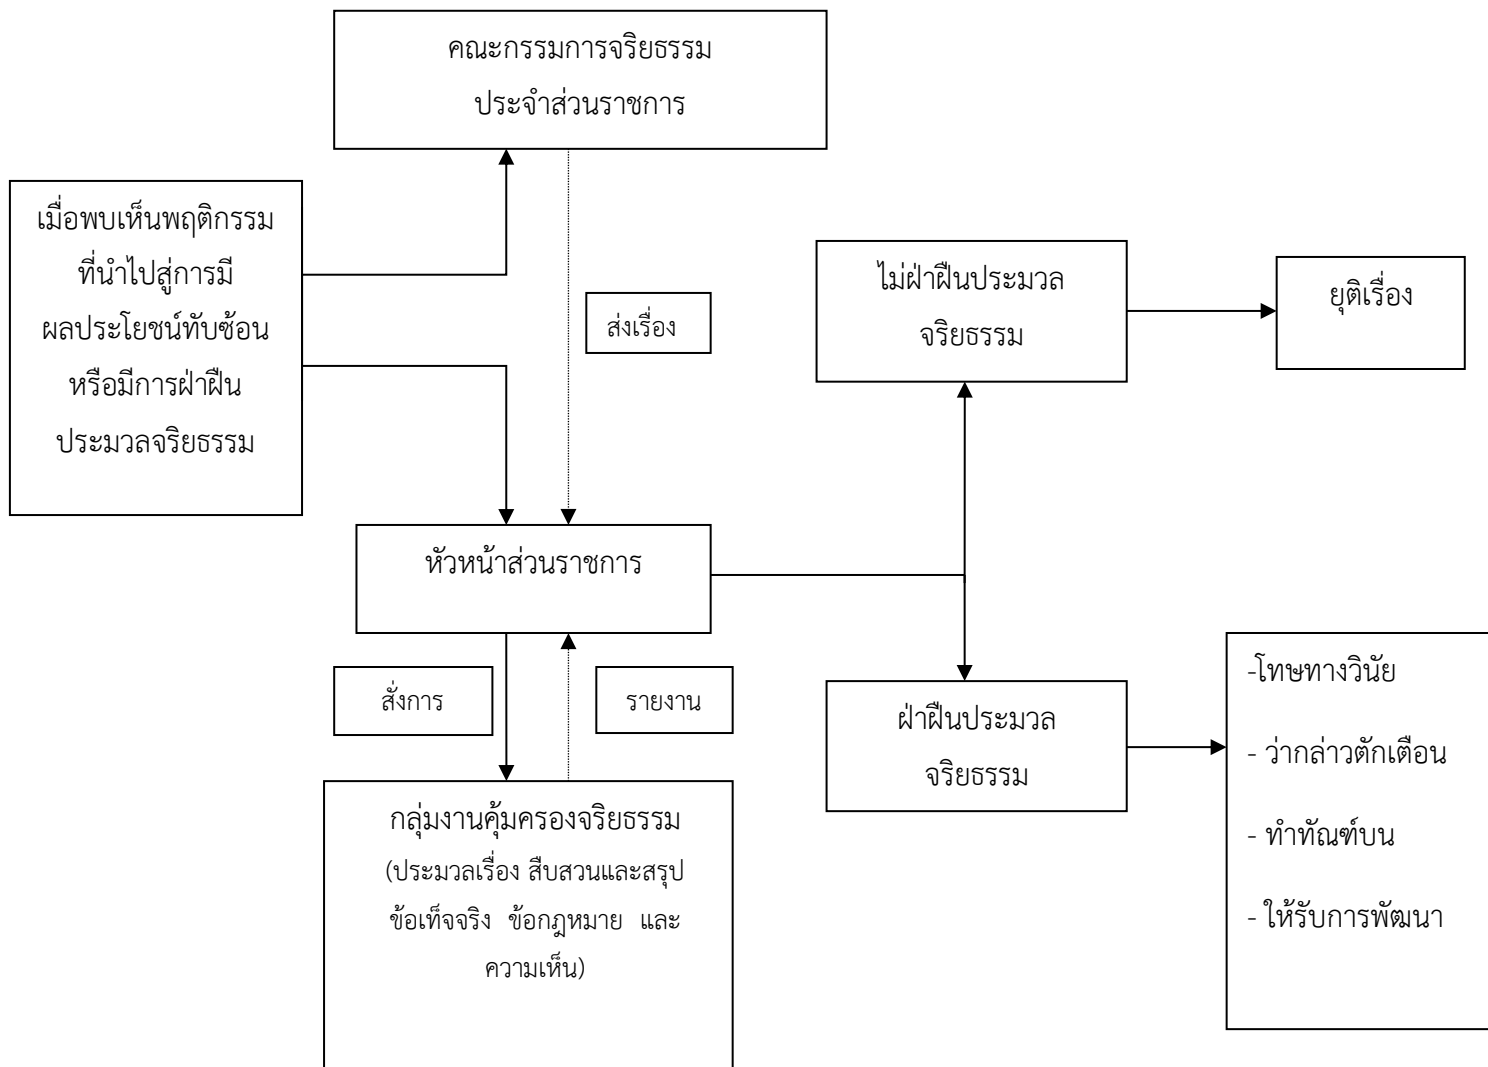 คณะกรรมการจริยธรรม
ประจำส่วนราชการ
เมื่อพบเห็นพฤติกรรม
ที่นำไปสู่การมี
ผลประโยชน์ทับซ้อน
หรือมีการฝ่าฝืน
ประมวลจริยธรรม
ส่งเรื่อง
ไม่ฝ่าฝืนประมวล
จริยธรรม
ยุติเรื่อง
หัวหน้าส่วนราชการ
สั่งการ
รายงาน
ฝ่าฝืนประมวล
จริยธรรม
-โทษทางวินัย
- ว่ากล่าวตักเตือน
- ทำทัณฑ์บน
- ให้รับการพัฒนา
กลุ่มงานคุ้มครองจริยธรรม
(ประมวลเรื่อง สืบสวนและสรุป
ข้อเท็จจริง ข้อกฎหมาย และ
ความเห็น)